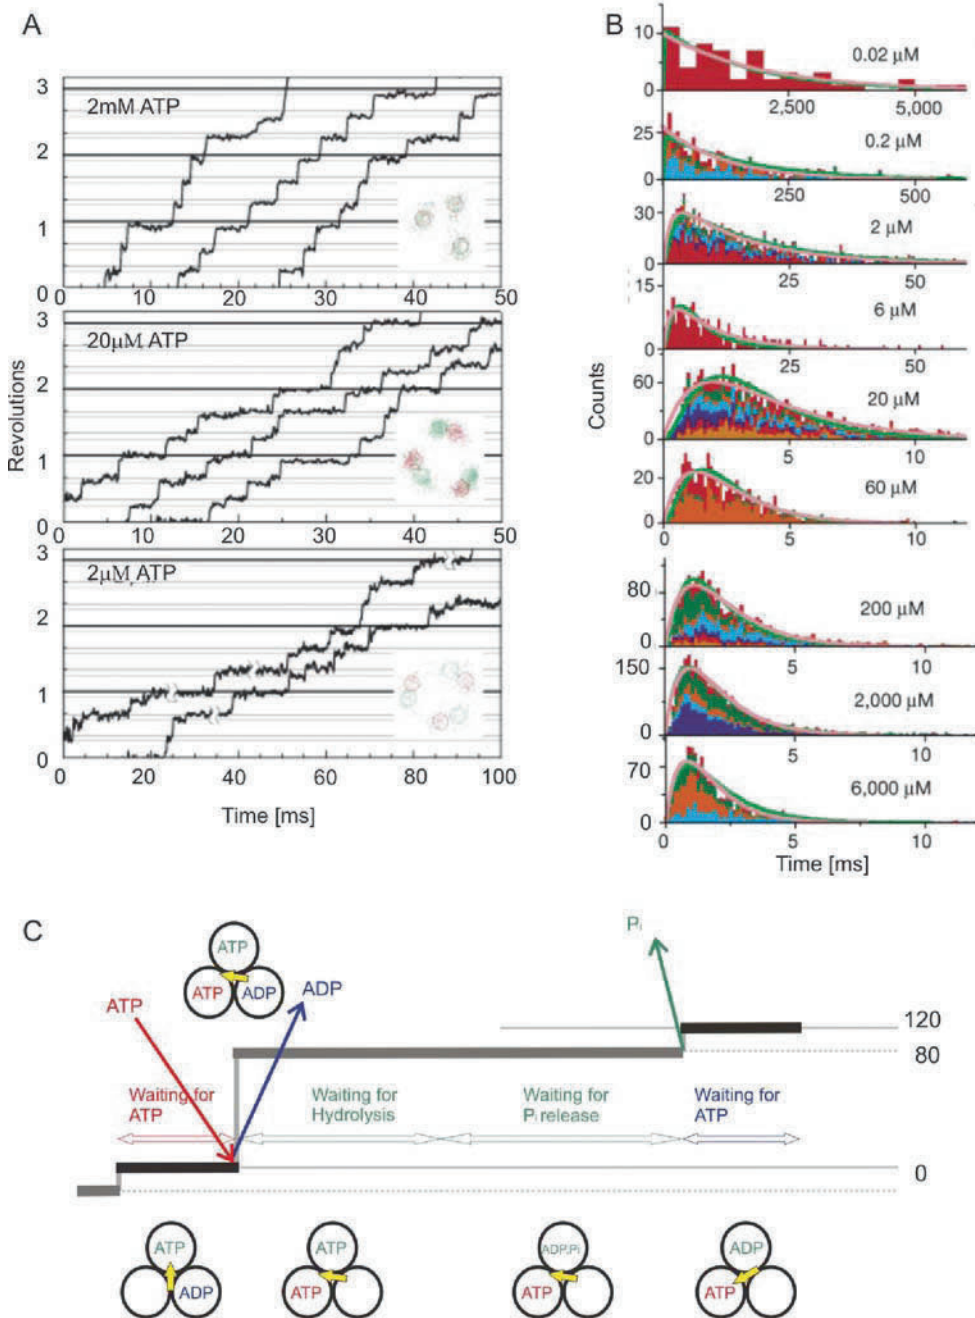 A
3
2mM ATP
2
1
0
0 10 20 30 40 50
3
20μM ATP
2
1
0
0 10 20 30 40 50
3
2μM ATP
2
1
0
0 20 40 60 80 100
Revolutions
Time [ms]
B
10
0.02 μM
0
2,500 5,000
25
0.2 μM
0
250 500
30
2 μM
0
25 50
15
6 μM
0
25 50
60
20 μM
0
5
20
60 μM
0
5 10
80
200 μM
0
5 10
150
2,000 μM
0
5 10
70
6,000 μM
0
0 5 10
Counts
Time [ms]
C
ATP
ATP ADP
ATP
ADP
Pi
120
80
Waiting for
ATP
Waiting for
Hydrolysis
Waiting for
Pi release
Waiting for
ATP
0
ATP
ADP
ATP
ATP
ADP.Pi
ATP
ADP
ATP